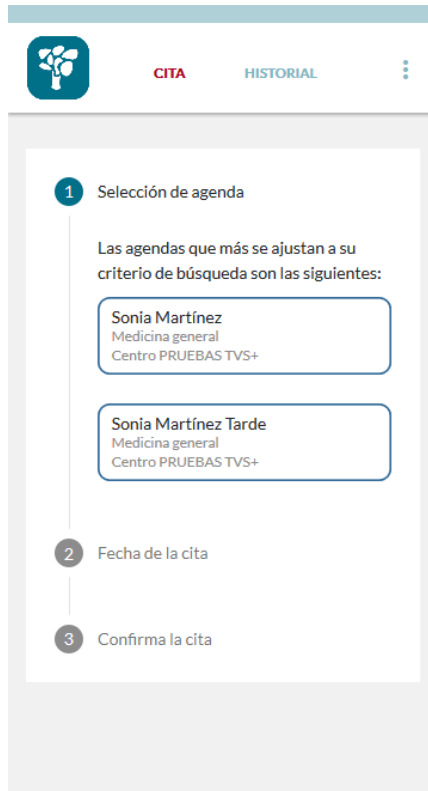 CITA HISTORIAL
1 Selección de agenda
Las agendas que más se ajustan a su
criterio de búsqueda son las siguientes:
Sonia Martínez
Medicina general
Centro PRUEBAS TVS+
Sonia Martínez Tarde
Medicina general
Centro PRUEBAS TVS+
2 Fecha de la cita
3 Confirma la cita